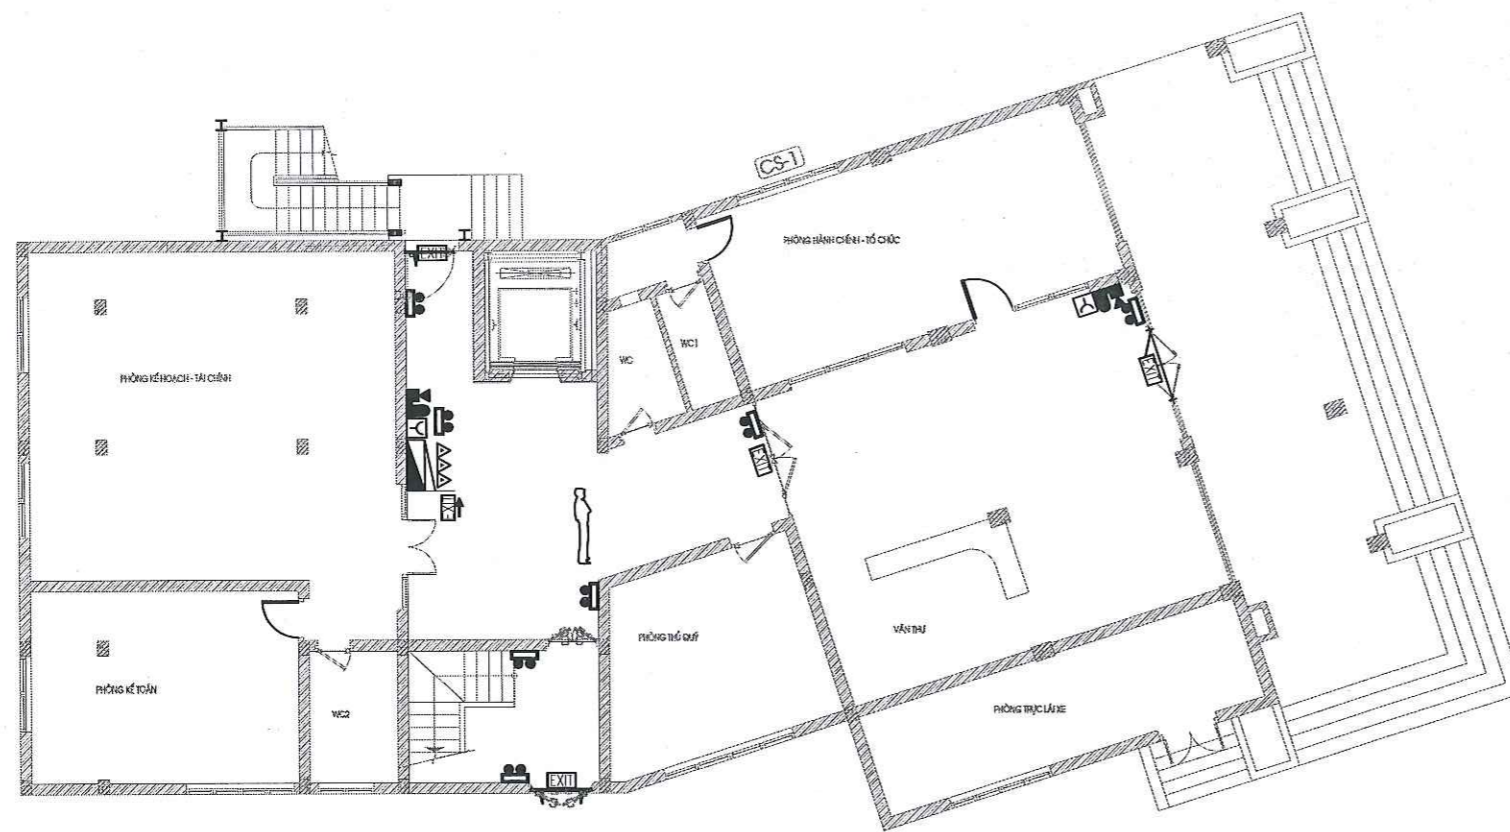 CS-1
PHÒNG HÀNH CHÍNH - TỔ CHỨC
EXIT
PHÒNG KẾ HOẠCH - TÀI CHÍNH
WC
WC1
EXIT
PHÒNG THỦ QUỸ
VĂN THƯ
PHÒNG KẾ TOÁN
WC2
PHÒNG TRỰC LÁI XE
EXIT